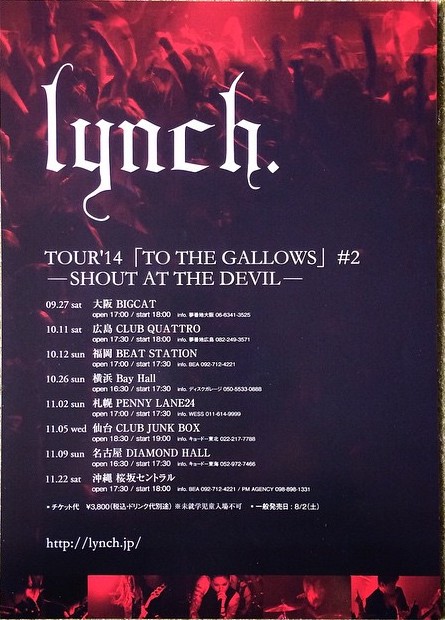 lynch.
TOUR'14「TO THE GALLOWS」#2
—SHOUT AT THE DEVIL—
09.27 sat 大阪 BIGCAT
open 17:00 / start 18:00 info. 夢番地大阪 06-6341-3525
10.11 sat 広島 CLUB QUATTRO
open 17:30 / start 18:00 info. 夢番地広島 082-249-3571
10.12 sun 福岡 BEAT STATION
open 17:00 / start 17:30 info. BEA 092-712-4221
10.26 sun 横浜 Bay Hall
open 16:30 / start 17:30 info. ディスクガレージ 050-5533-0888
11.02 sun 札幌 PENNY LANE24
open 17:00 / start 17:30 info. WESS 011-614-9999
11.05 wed 仙台 CLUB JUNK BOX
open 18:30 / start 19:00 info. キョードー東北 022-217-7788
11.09 sun 名古屋 DIAMOND HALL
open 16:30 / start 17:30 info. キョードー東海 052-972-7466
11.22 sat 沖縄 桜坂セントラル
open 17:30 / start 18:00 info. BEA 092-712-4221 / PM AGENCY 098-898-1331
*チケット代 ¥3,800(税込・ドリンク代別途) ※未就学児童入場不可 *一般発売日:8/2(土)
http://lynch.jp/